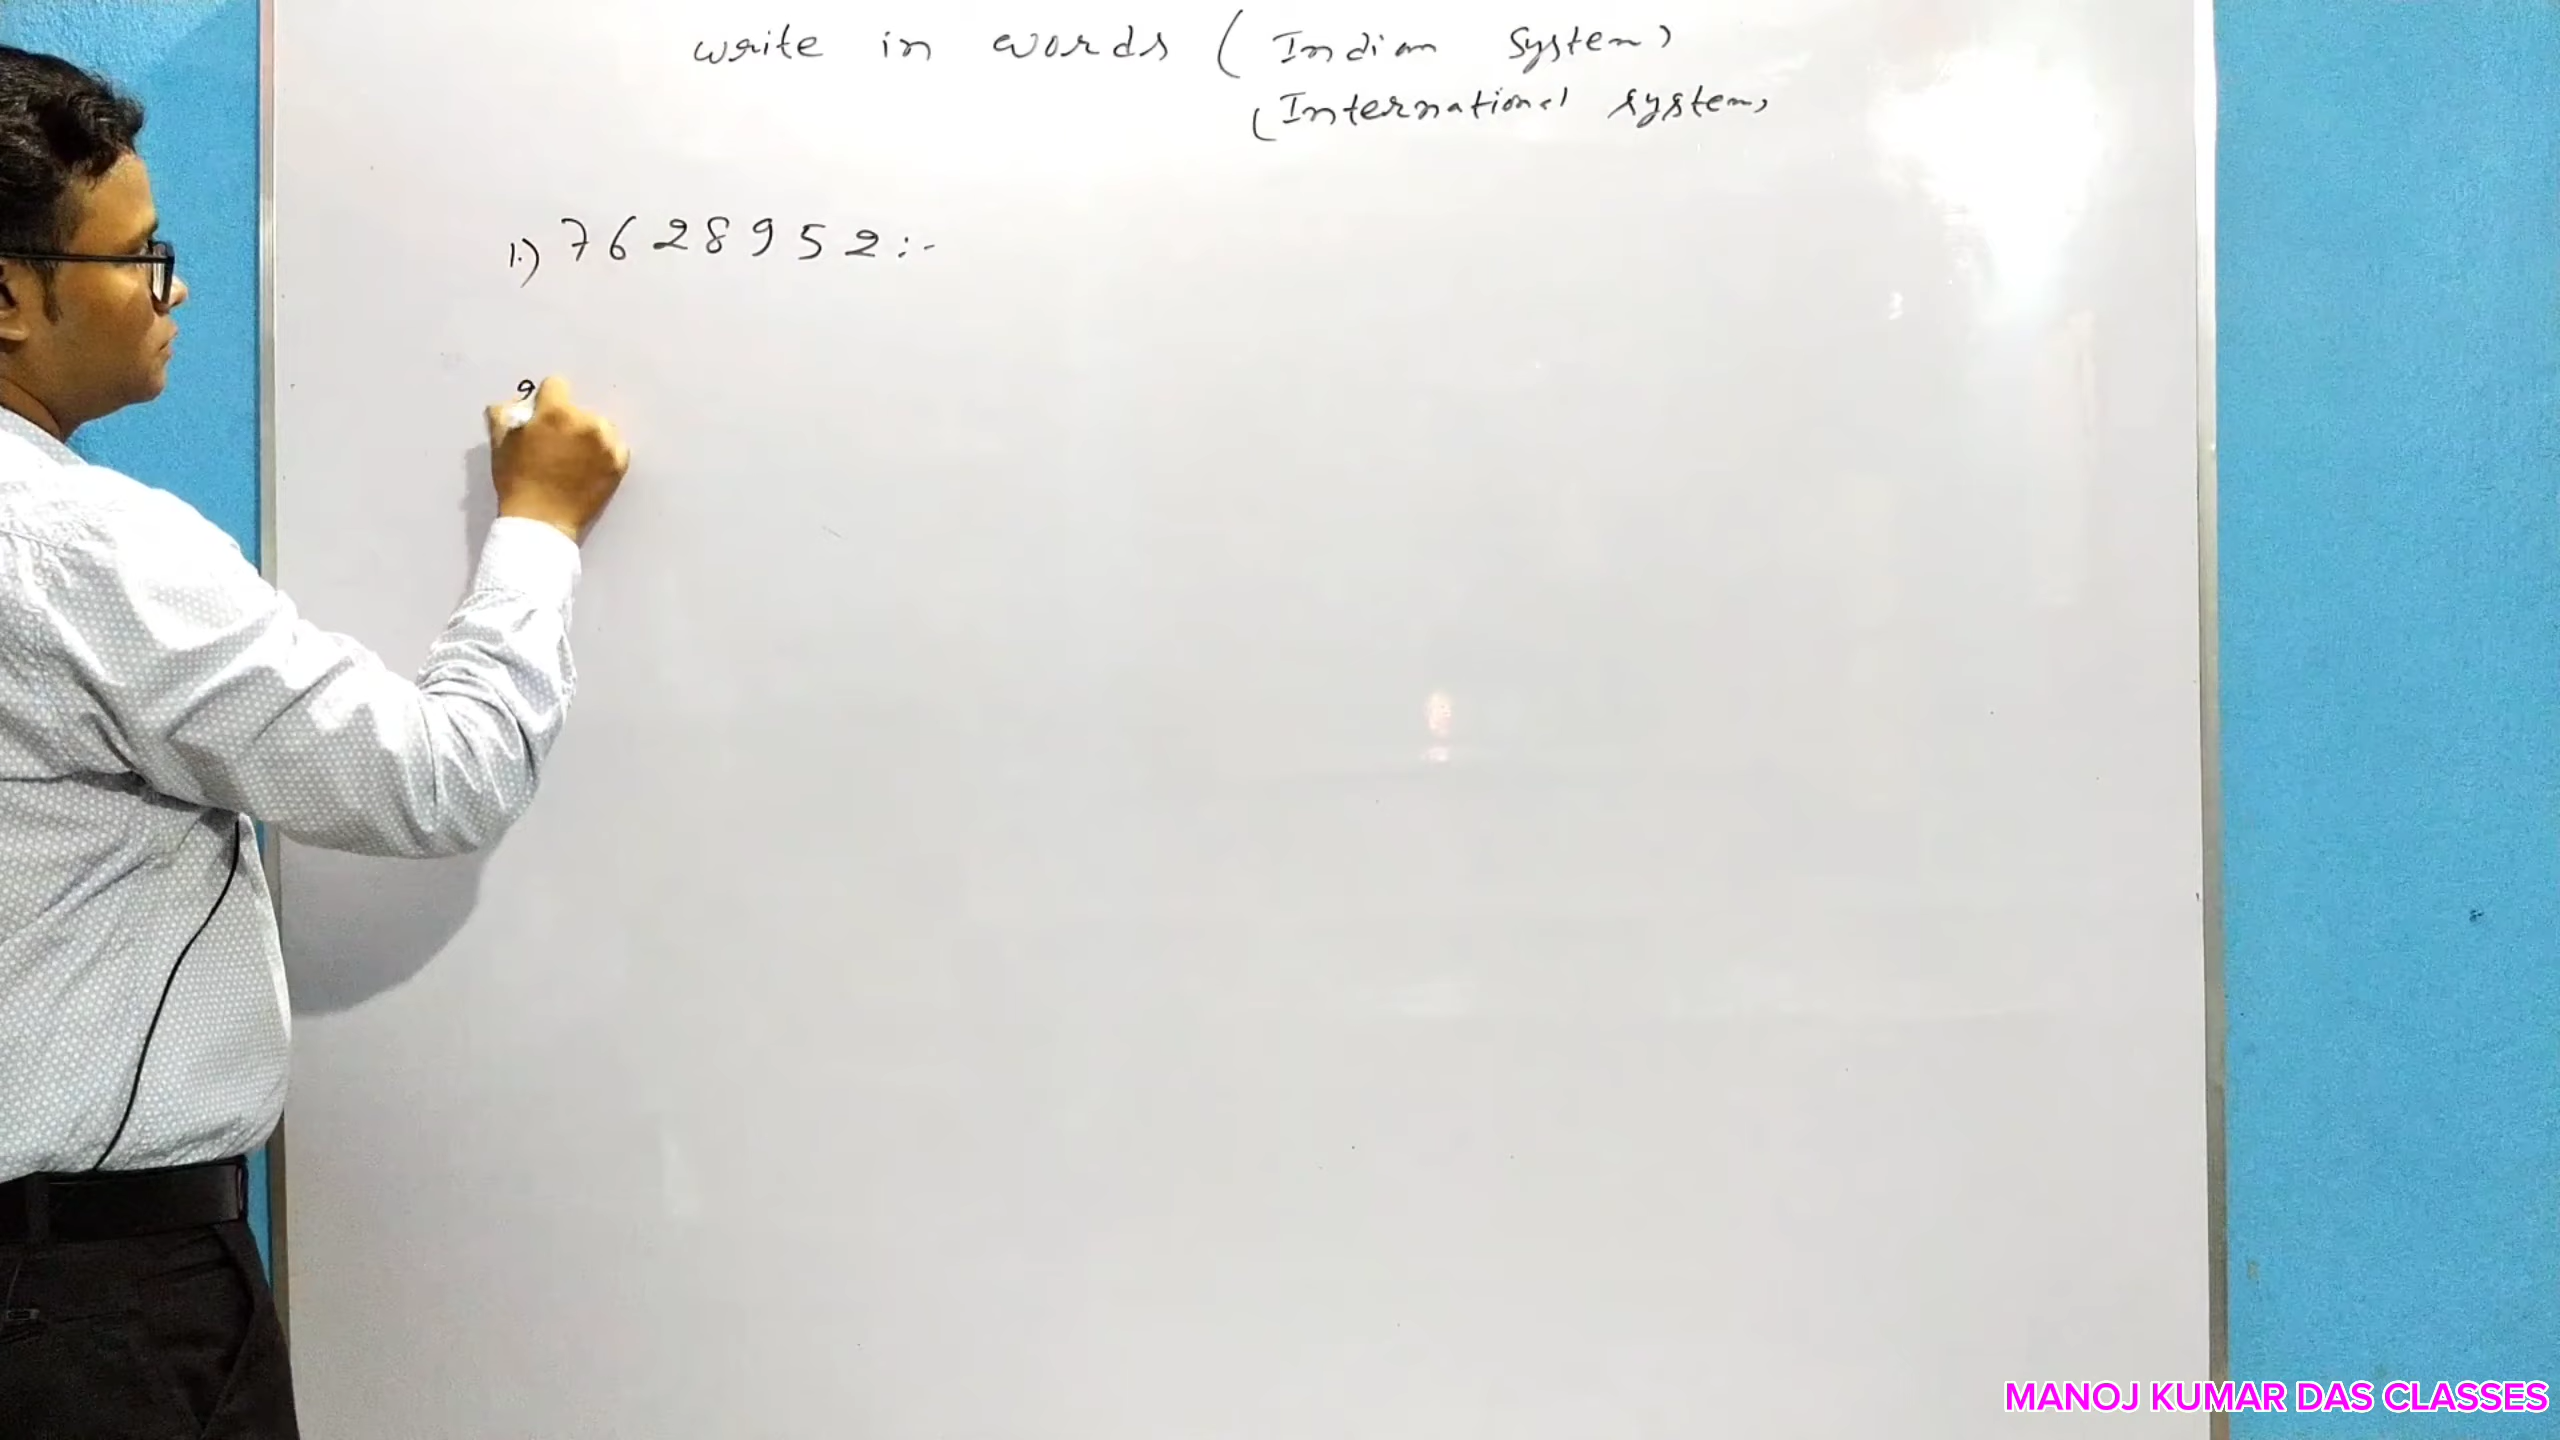 write in words ( Indian System)
(International system)
1.) 7628952:-
9
MANOJ KUMAR DAS CLASSES